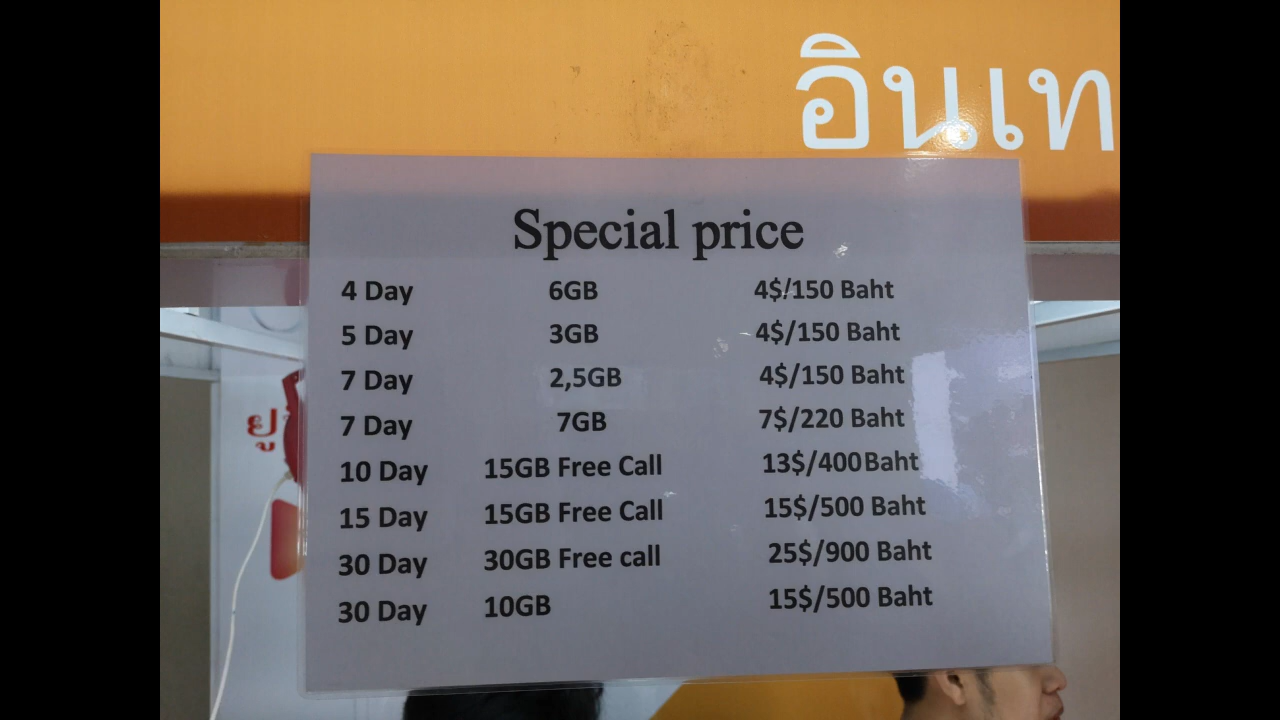 อินเท
Special price
4 Day 6GB 4$/150 Baht
5 Day 3GB 4$/150 Baht
7 Day 2,5GB 4$/150 Baht
7 Day 7GB 7$/220 Baht
10 Day 15GB Free Call 13$/400Baht
15 Day 15GB Free Call 15$/500 Baht
30 Day 30GB Free call 25$/900 Baht
30 Day 10GB 15$/500 Baht